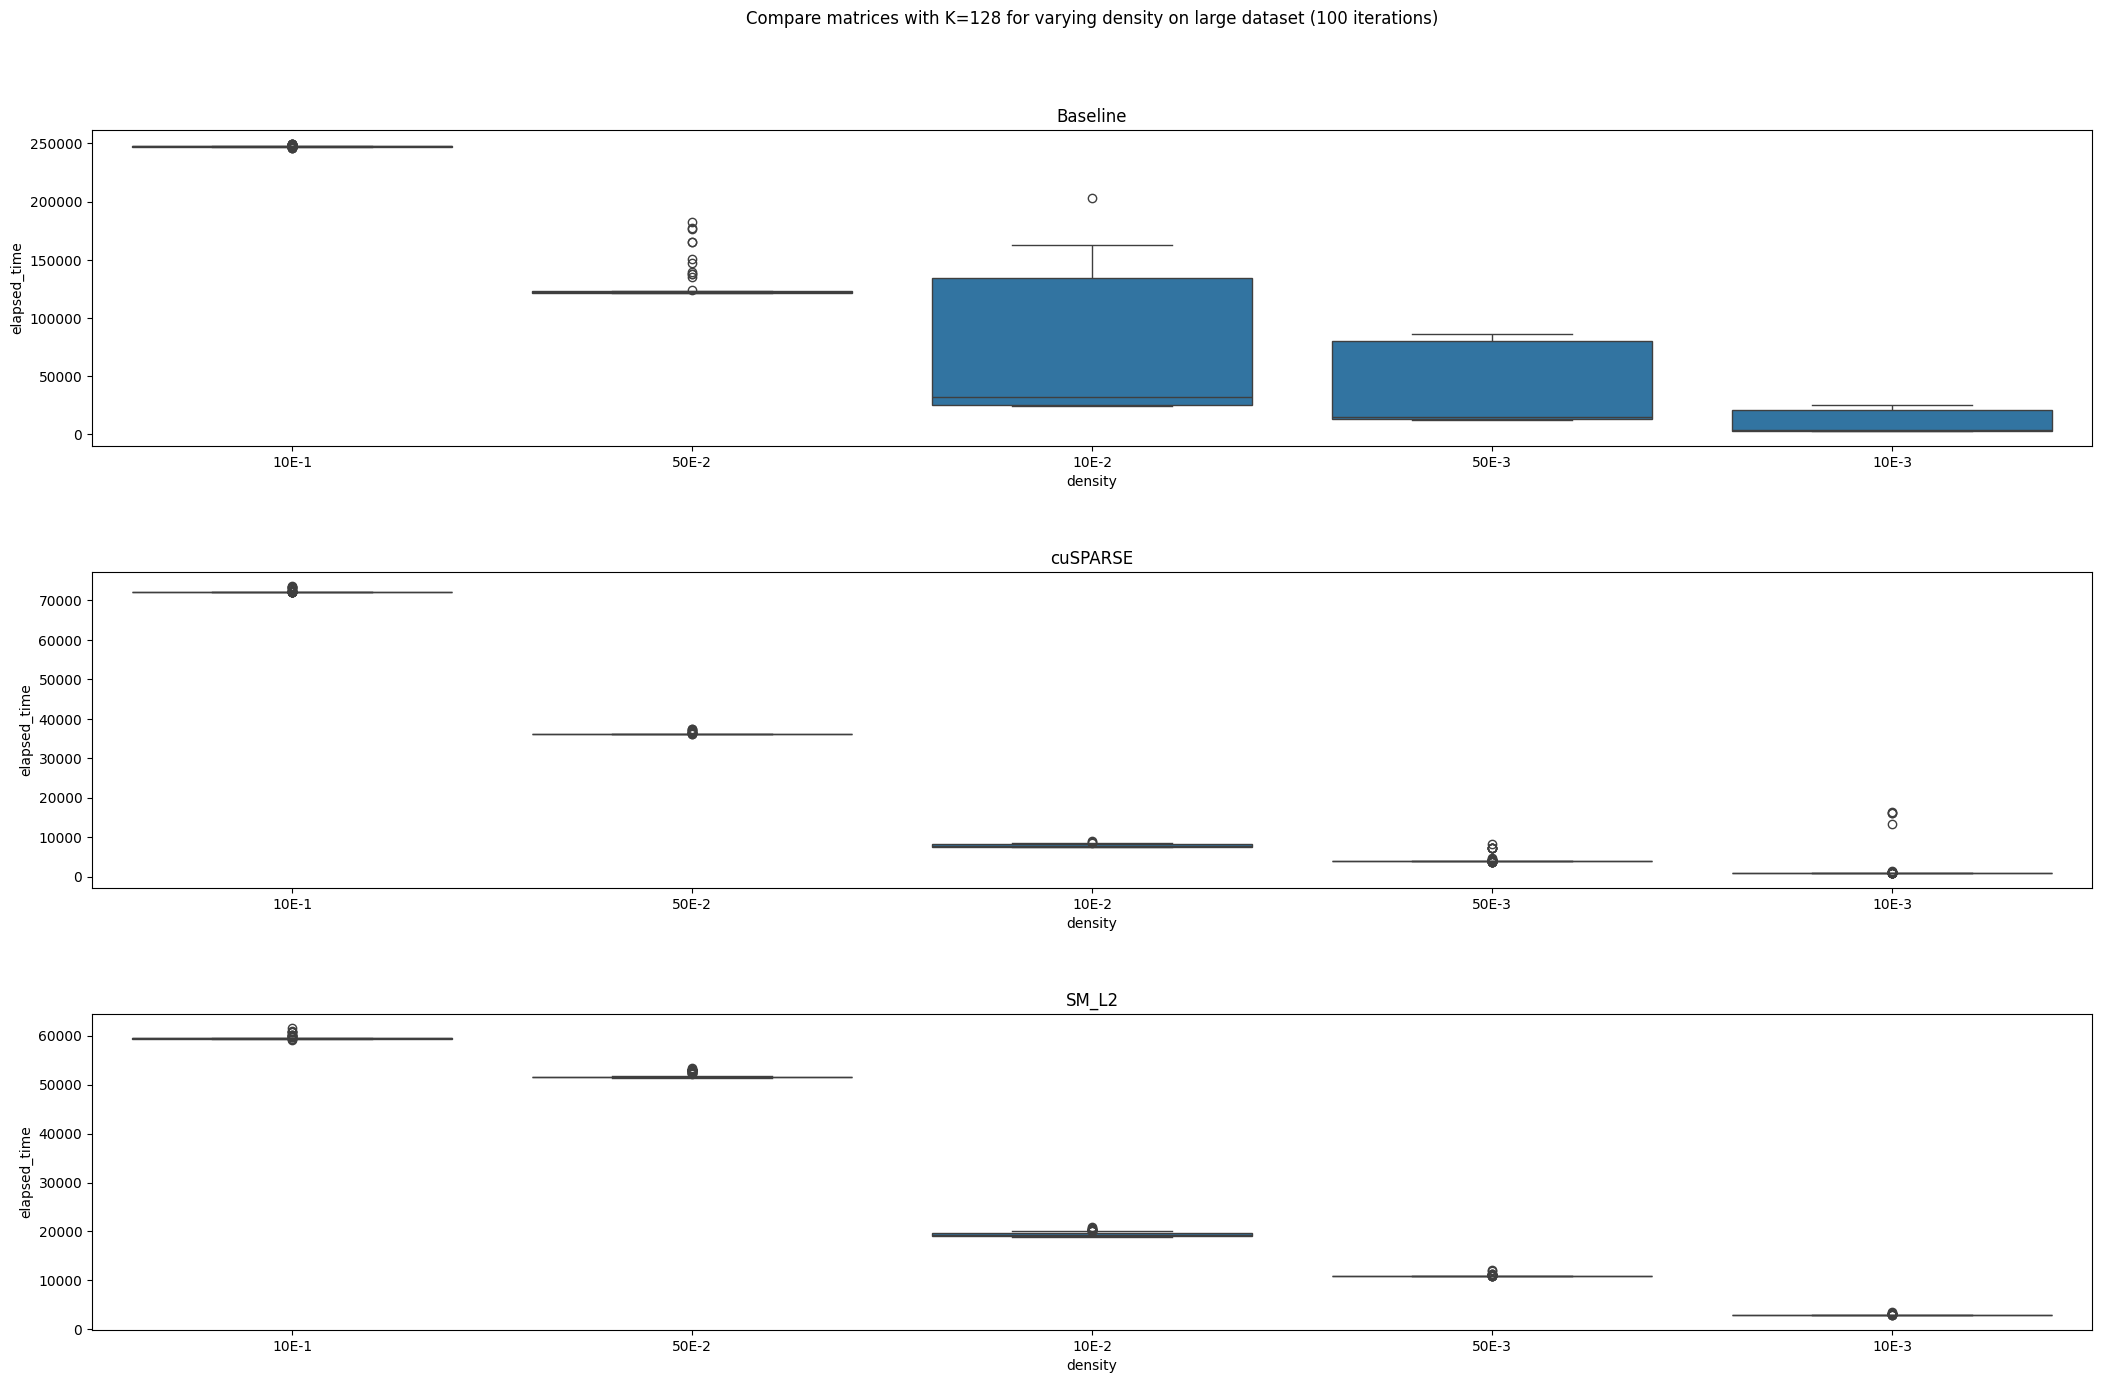 Compare matrices with K=128 for varying density on large dataset (100 iterations)
Baseline
elapsed_time
250000
200000
150000
100000
50000
0
10E-1 50E-2 10E-2 50E-3 10E-3
density
cuSPARSE
elapsed_time
70000
60000
50000
40000
30000
20000
10000
0
10E-1 50E-2 10E-2 50E-3 10E-3
density
SM_L2
elapsed_time
60000
50000
40000
30000
20000
10000
0
10E-1 50E-2 10E-2 50E-3 10E-3
density